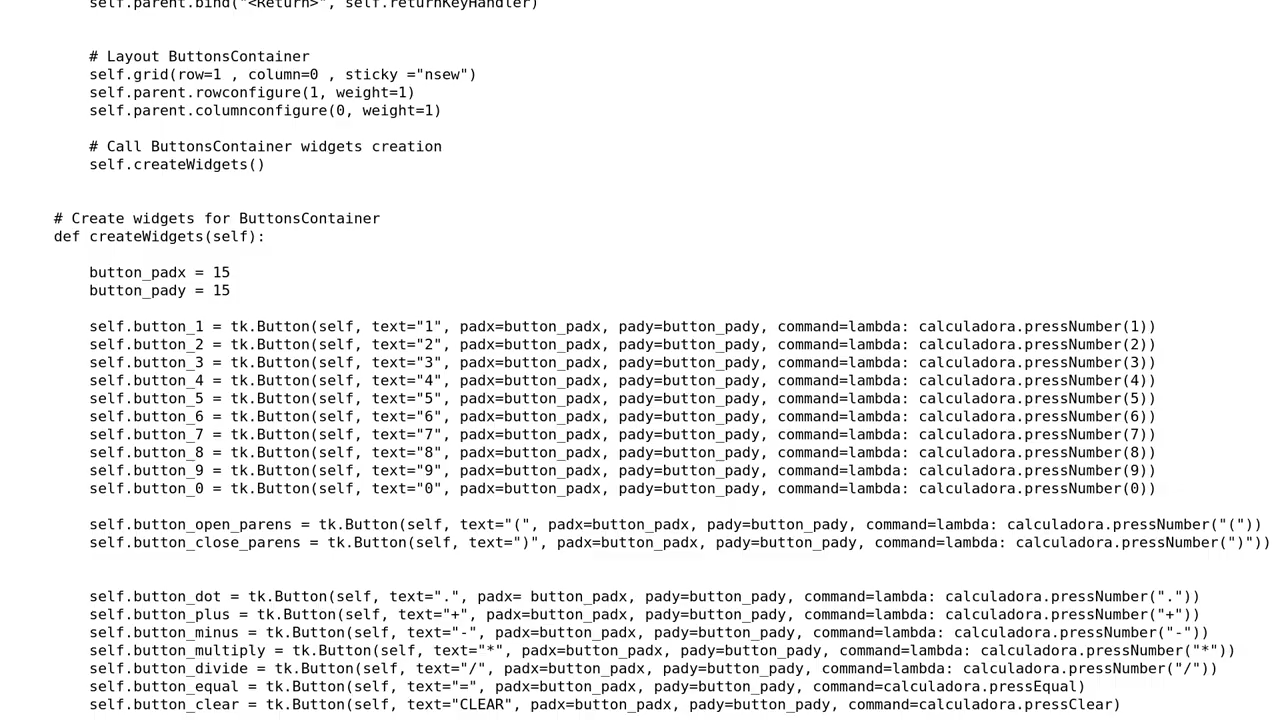 self.parent.bind("<Return>", self.returnKeyHandler)
# Layout ButtonsContainer
self.grid(row=1 , column=0 , sticky ="nsew")
self.parent.rowconfigure(1, weight=1)
self.parent.columnconfigure(0, weight=1)
# Call ButtonsContainer widgets creation
self.createWidgets()
# Create widgets for ButtonsContainer
def createWidgets(self):
button_padx = 15
button_pady = 15
self.button_1 = tk.Button(self, text="1", padx=button_padx, pady=button_pady, command=lambda: calculadora.pressNumber(1))
self.button_2 = tk.Button(self, text="2", padx=button_padx, pady=button_pady, command=lambda: calculadora.pressNumber(2))
self.button_3 = tk.Button(self, text="3", padx=button_padx, pady=button_pady, command=lambda: calculadora.pressNumber(3))
self.button_4 = tk.Button(self, text="4", padx=button_padx, pady=button_pady, command=lambda: calculadora.pressNumber(4))
self.button_5 = tk.Button(self, text="5", padx=button_padx, pady=button_pady, command=lambda: calculadora.pressNumber(5))
self.button_6 = tk.Button(self, text="6", padx=button_padx, pady=button_pady, command=lambda: calculadora.pressNumber(6))
self.button_7 = tk.Button(self, text="7", padx=button_padx, pady=button_pady, command=lambda: calculadora.pressNumber(7))
self.button_8 = tk.Button(self, text="8", padx=button_padx, pady=button_pady, command=lambda: calculadora.pressNumber(8))
self.button_9 = tk.Button(self, text="9", padx=button_padx, pady=button_pady, command=lambda: calculadora.pressNumber(9))
self.button_0 = tk.Button(self, text="0", padx=button_padx, pady=button_pady, command=lambda: calculadora.pressNumber(0))
self.button_open_parens = tk.Button(self, text="(", padx=button_padx, pady=button_pady, command=lambda: calculadora.pressNumber("("))
self.button_close_parens = tk.Button(self, text=")", padx=button_padx, pady=button_pady, command=lambda: calculadora.pressNumber(")"))
self.button_dot = tk.Button(self, text=".", padx= button_padx, pady=button_pady, command=lambda: calculadora.pressNumber("."))
self.button_plus = tk.Button(self, text="+", padx=button_padx, pady=button_pady, command=lambda: calculadora.pressNumber("+"))
self.button_minus = tk.Button(self, text="-", padx=button_padx, pady=button_pady, command=lambda: calculadora.pressNumber("-"))
self.button_multiply = tk.Button(self, text="*", padx=button_padx, pady=button_pady, command=lambda: calculadora.pressNumber("*"))
self.button_divide = tk.Button(self, text="/", padx=button_padx, pady=button_pady, command=lambda: calculadora.pressNumber("/"))
self.button_equal = tk.Button(self, text="=", padx=button_padx, pady=button_pady, command=calculadora.pressEqual)
self.button_clear = tk.Button(self, text="CLEAR", padx=button_padx, pady=button_pady, command=calculadora.pressClear)